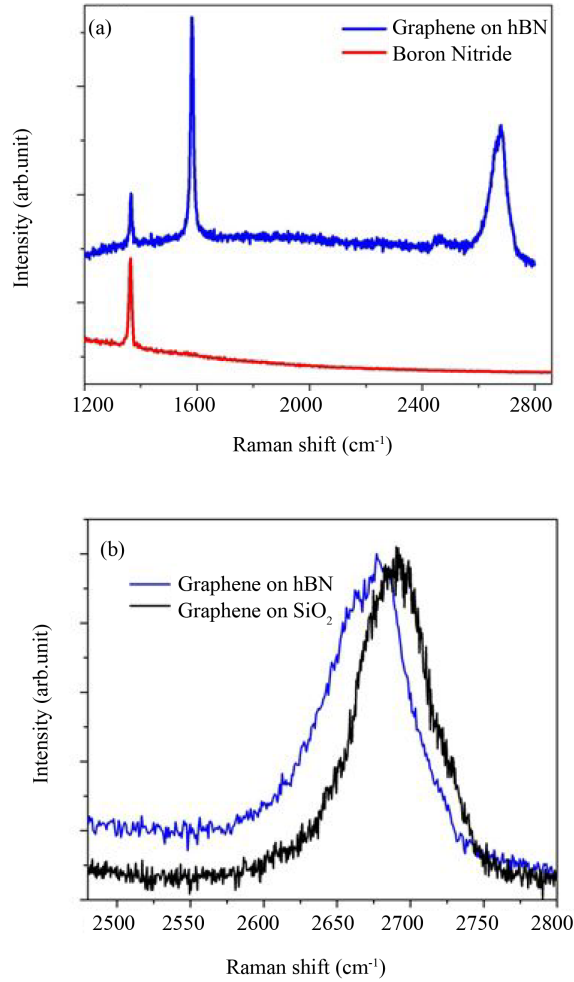 (a)
Graphene on hBN
Boron Nitride
Intensity (arb.unit)
1200 1600 2000 2400 2800
Raman shift (cm⁻¹)
(b)
Graphene on hBN
Graphene on SiO₂
Intensity (arb.unit)
2500 2550 2600 2650 2700 2750 2800
Raman shift (cm⁻¹)